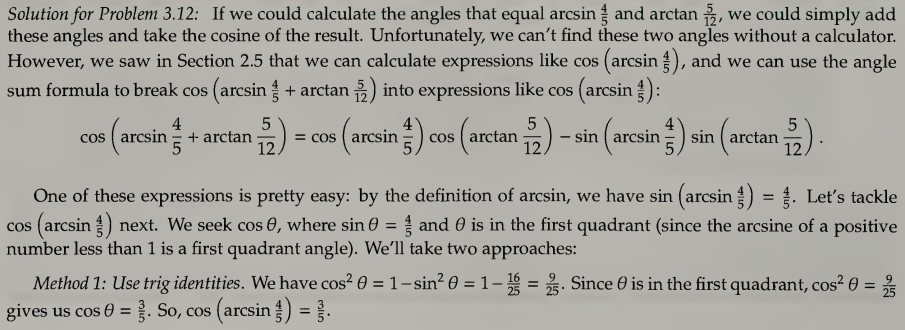 Solution for Problem 3.12: If we could calculate the angles that equal arcsin 4/5 and arctan 5/12, we could simply add
these angles and take the cosine of the result. Unfortunately, we can't find these two angles without a calculator.
However, we saw in Section 2.5 that we can calculate expressions like cos (arcsin 4/5), and we can use the angle
sum formula to break cos (arcsin 4/5 + arctan 5/12) into expressions like cos (arcsin 4/5):
cos (arcsin 4/5 + arctan 5/12) = cos (arcsin 4/5) cos (arctan 5/12) − sin (arcsin 4/5) sin (arctan 5/12).
One of these expressions is pretty easy: by the definition of arcsin, we have sin (arcsin 4/5) = 4/5. Let's tackle
cos (arcsin 4/5) next. We seek cos θ, where sin θ = 4/5 and θ is in the first quadrant (since the arcsine of a positive
number less than 1 is a first quadrant angle). We'll take two approaches:
Method 1: Use trig identities. We have cos² θ = 1−sin² θ = 1− 16/25 = 9/25. Since θ is in the first quadrant, cos² θ = 9/25
gives us cos θ = 3/5. So, cos (arcsin 4/5) = 3/5.